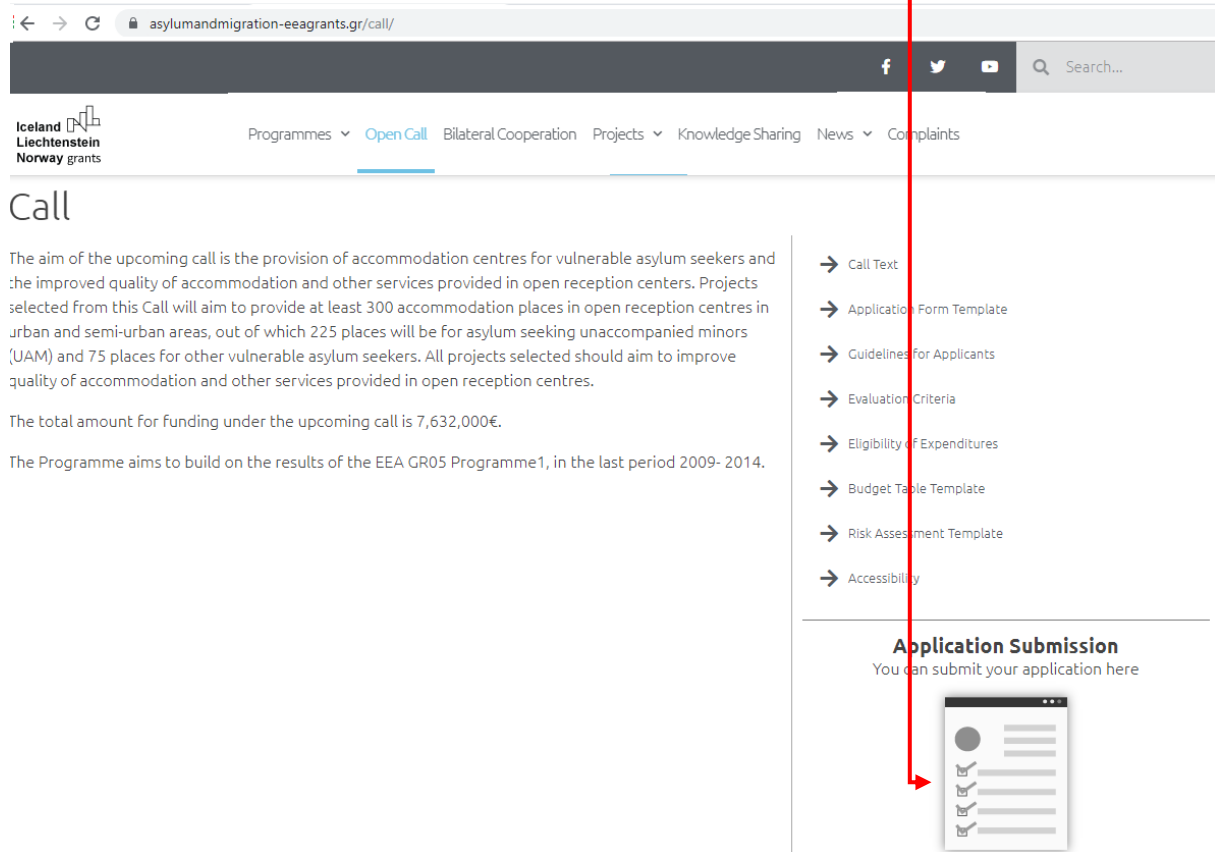 asylumandmigration-eeagrants.gr/call/
Search...
Iceland
Liechtenstein
Norway grants
Programmes Open Call Bilateral Cooperation Projects Knowledge Sharing News Complaints
Call
The aim of the upcoming call is the provision of accommodation centres for vulnerable asylum seekers and
the improved quality of accommodation and other services provided in open reception centers. Projects
selected from this Call will aim to provide at least 300 accommodation places in open reception centres in
urban and semi-urban areas, out of which 225 places will be for asylum seeking unaccompanied minors
(UAM) and 75 places for other vulnerable asylum seekers. All projects selected should aim to improve
quality of accommodation and other services provided in open reception centres.
The total amount for funding under the upcoming call is 7,632,000€.
The Programme aims to build on the results of the EEA GR05 Programme1, in the last period 2009- 2014.
Call Text
Application Form Template
Guidelines for Applicants
Evaluation Criteria
Eligibility of Expenditures
Budget Table Template
Risk Assessment Template
Accessibility
Application Submission
You can submit your application here